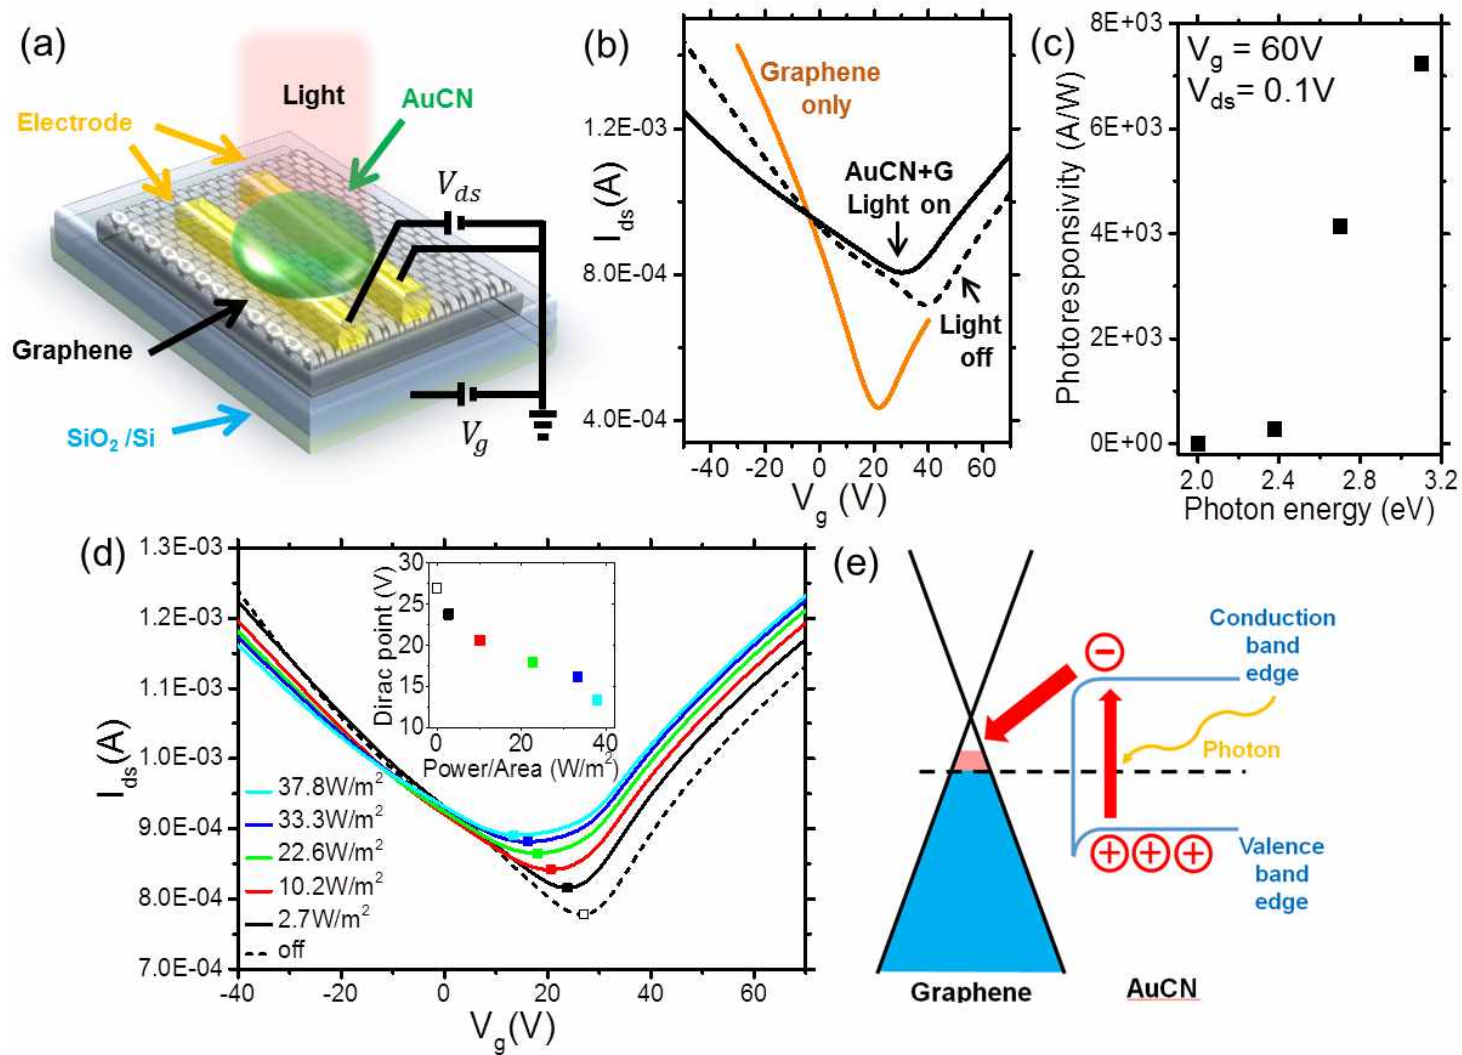 (a)
Light
AuCN
Electrode
V_ds
Graphene
SiO₂ /Si
V_g
(b)
-40 -20 0 20 40 60
Graphene
only
1.2E-03
AuCN+G
Light on
I_ds(A)
8.0E-04
Light
off
4.0E-04
-40 -20 0 20 40 60
V_g (V)
(c)
8E+03
V_g = 60V
V_ds= 0.1V
6E+03
Photoresponsivity (A/W)
4E+03
2E+03
0E+00
2.0 2.4 2.8 3.2
Photon energy (eV)
(d)
1.3E-03
1.2E-03
1.1E-03
1.0E-03
9.0E-04
8.0E-04
7.0E-04
I_ds(A)
30
25
20
15
10
Dirac point (V)
0 20 40
Power/Area (W/m²)
37.8W/m²
33.3W/m²
22.6W/m²
10.2W/m²
2.7W/m²
off
-40 -20 0 20 40 60
V_g(V)
(e)
Conduction
band
edge
−
Photon
+ + +
Valence
band
edge
Graphene
AuCN